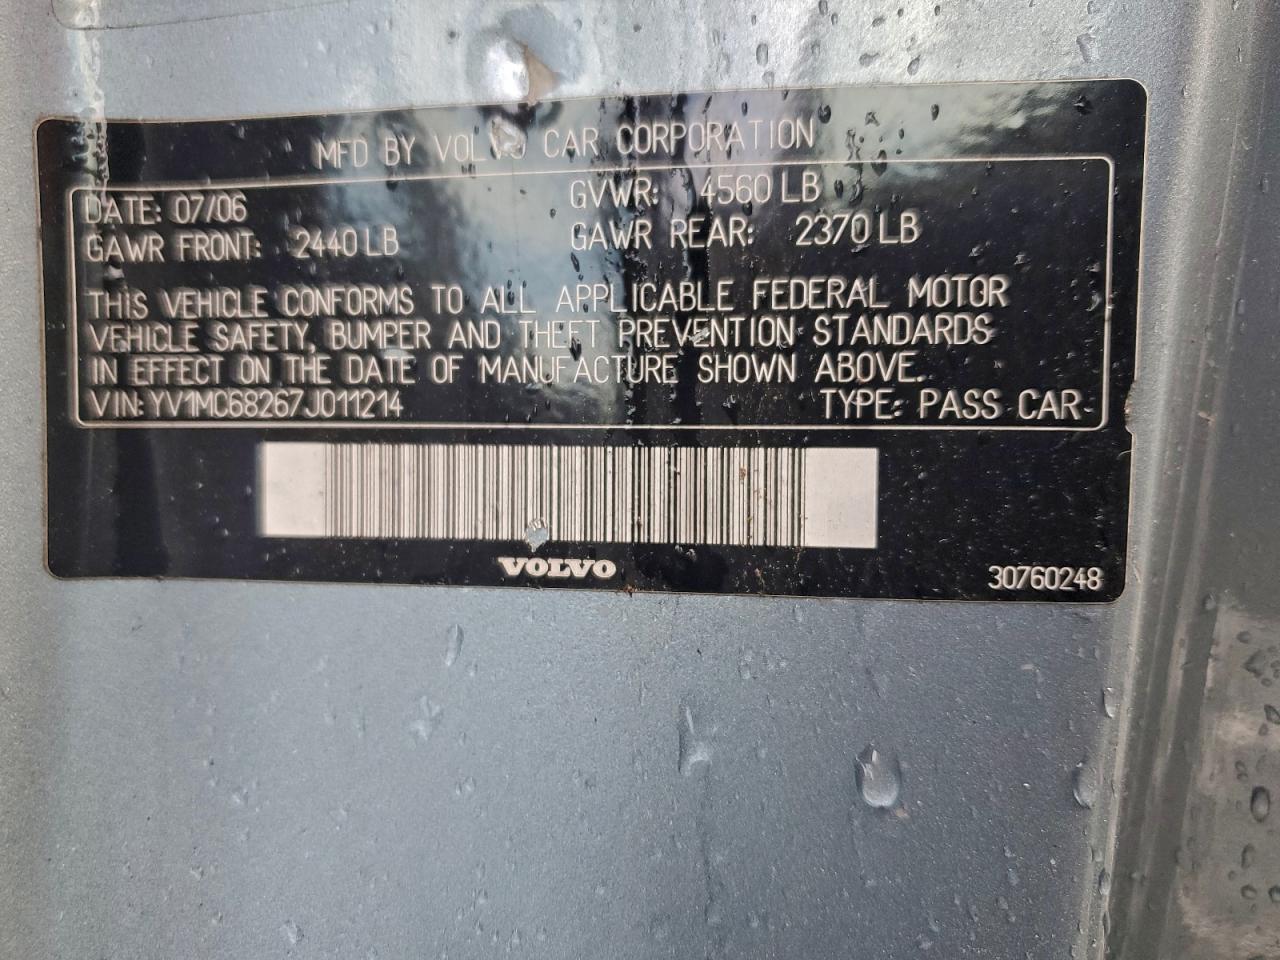 MFD BY VOLVO CAR CORPORATION
DATE: 07/06 GVWR: 4560 LB
GAWR FRONT: 2440 LB GAWR REAR: 2370 LB
THIS VEHICLE CONFORMS TO ALL APPLICABLE FEDERAL MOTOR
VEHICLE SAFETY, BUMPER AND THEFT PREVENTION STANDARDS
IN EFFECT ON THE DATE OF MANUFACTURE SHOWN ABOVE.
VIN: YV1MC68267J011214 TYPE: PASS CAR
VOLVO
30760248